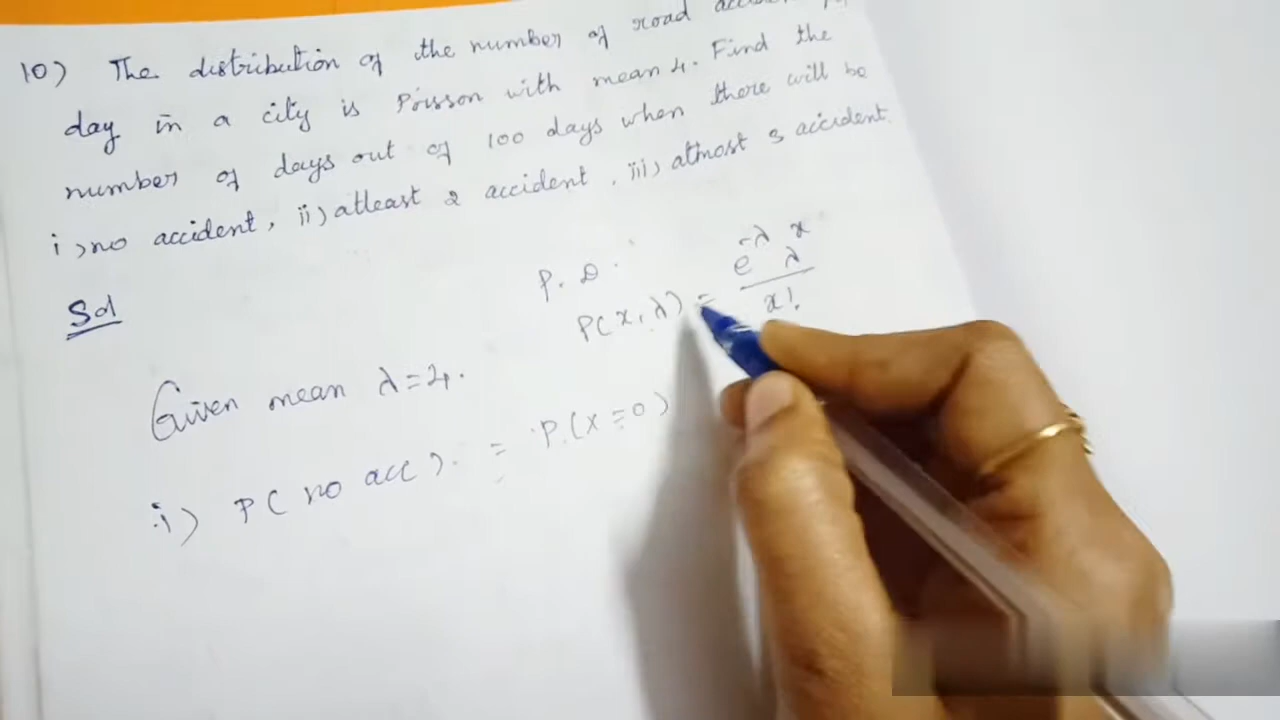 10) The distribution of the number of road
day in a city is Poisson with mean 4. Find the
number of days out of 100 days when there will be
i) no accident, ii) atleast 2 accident, iii) atmost 3 accident.
Sol
P.D.
P(x, λ) = e^-λ λ^x / x!
Given mean λ=4.
i) P( no acc). = P.(x=0)